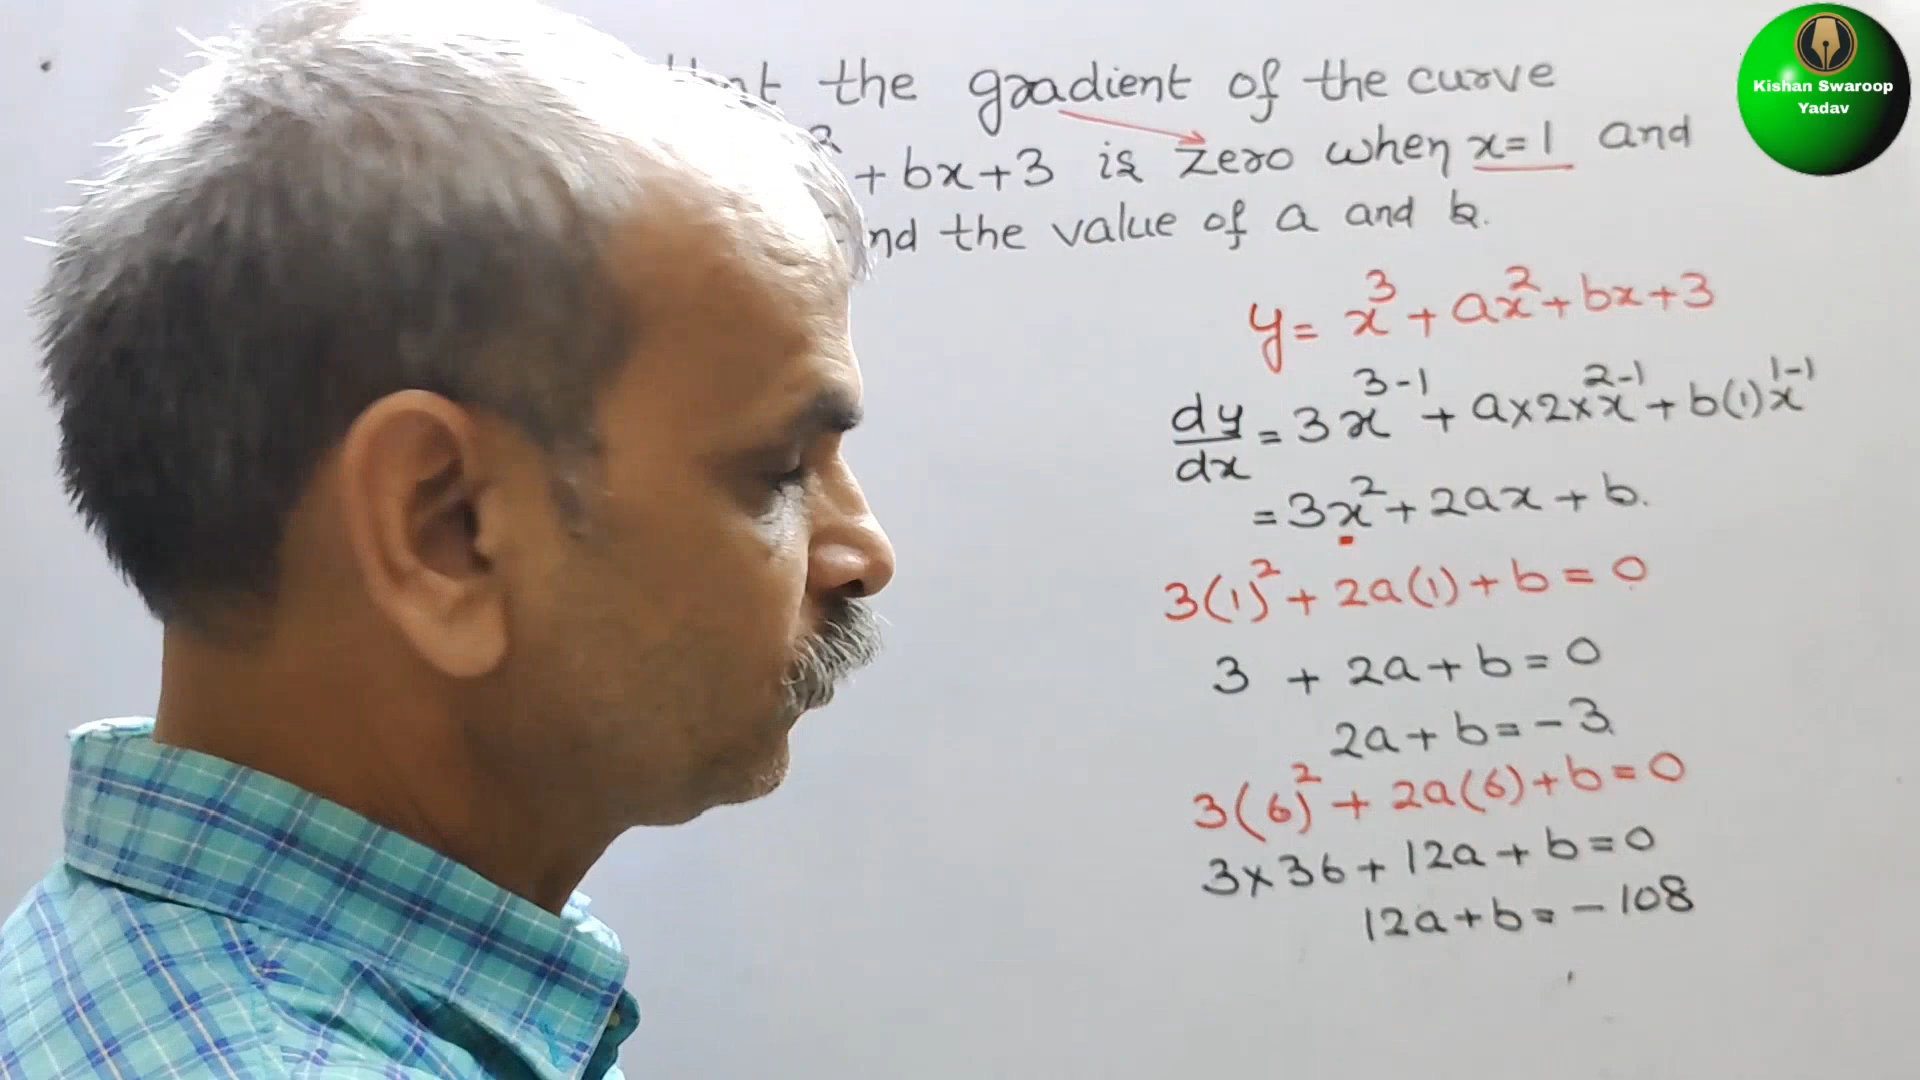 the gradient of the curve
+ bx + 3 is zero when x = 1 and
the value of a and b.
y = x³ + ax² + bx + 3
dy/dx = 3x³⁻¹ + a×2×x²⁻¹ + b(1)x¹⁻¹
= 3x² + 2ax + b.
3(1)² + 2a(1) + b = 0
3 + 2a + b = 0
2a + b = -3
3(6)² + 2a(6) + b = 0
3×36 + 12a + b = 0
12a + b = -108
Kishan Swaroop
Yadav